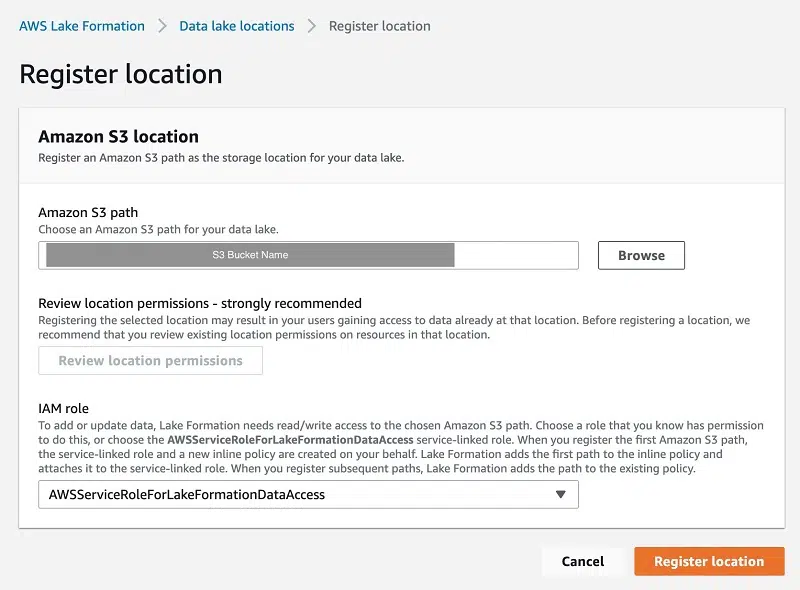 AWS Lake Formation > Data lake locations > Register location
Register location
Amazon S3 location
Register an Amazon S3 path as the storage location for your data lake.
Amazon S3 path
Choose an Amazon S3 path for your data lake.
S3 Bucket Name
Browse
Review location permissions - strongly recommended
Registering the selected location may result in your users gaining access to data already at that location. Before registering a location, we
recommend that you review existing location permissions on resources in that location.
Review location permissions
IAM role
To add or update data, Lake Formation needs read/write access to the chosen Amazon S3 path. Choose a role that you know has permission
to do this, or choose the AWSServiceRoleForLakeFormationDataAccess service-linked role. When you register the first Amazon S3 path,
the service-linked role and a new inline policy are created on your behalf. Lake Formation adds the first path to the inline policy and
attaches it to the service-linked role. When you register subsequent paths, Lake Formation adds the path to the existing policy.
AWSServiceRoleForLakeFormationDataAccess
Cancel
Register location